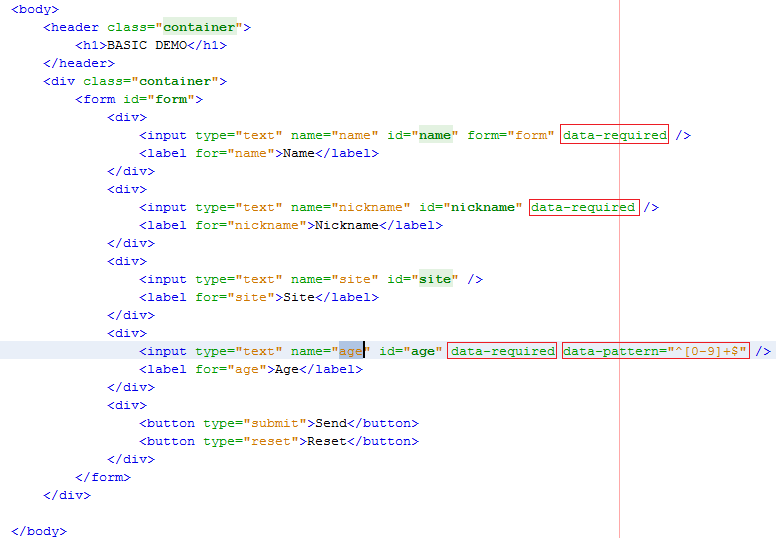 <body>
    <header class="container">
        <h1>BASIC DEMO</h1>
    </header>
    <div class="container">
        <form id="form">
            <div>
                <input type="text" name="name" id="name" form="form" data-required />
                <label for="name">Name</label>
            </div>
            <div>
                <input type="text" name="nickname" id="nickname" data-required />
                <label for="nickname">Nickname</label>
            </div>
            <div>
                <input type="text" name="site" id="site" />
                <label for="site">Site</label>
            </div>
            <div>
                <input type="text" name="age" id="age" data-required data-pattern="^[0-9]+$" />
                <label for="age">Age</label>
            </div>
            <div>
                <button type="submit">Send</button>
                <button type="reset">Reset</button>
            </div>
        </form>
    </div>

</body>